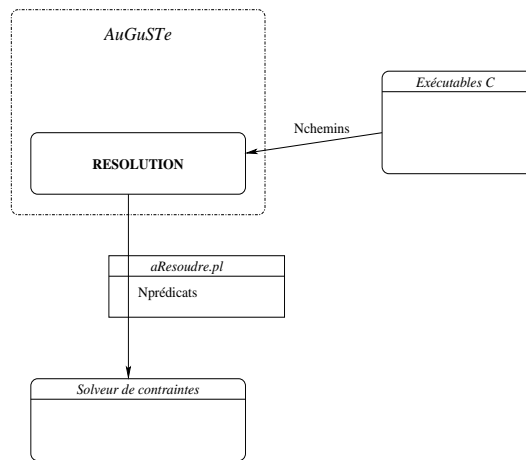 AuGuSTe
Exécutables C
Nchemins
RESOLUTION
aResoudre.pl
Nprédicats
Solveur de contraintes